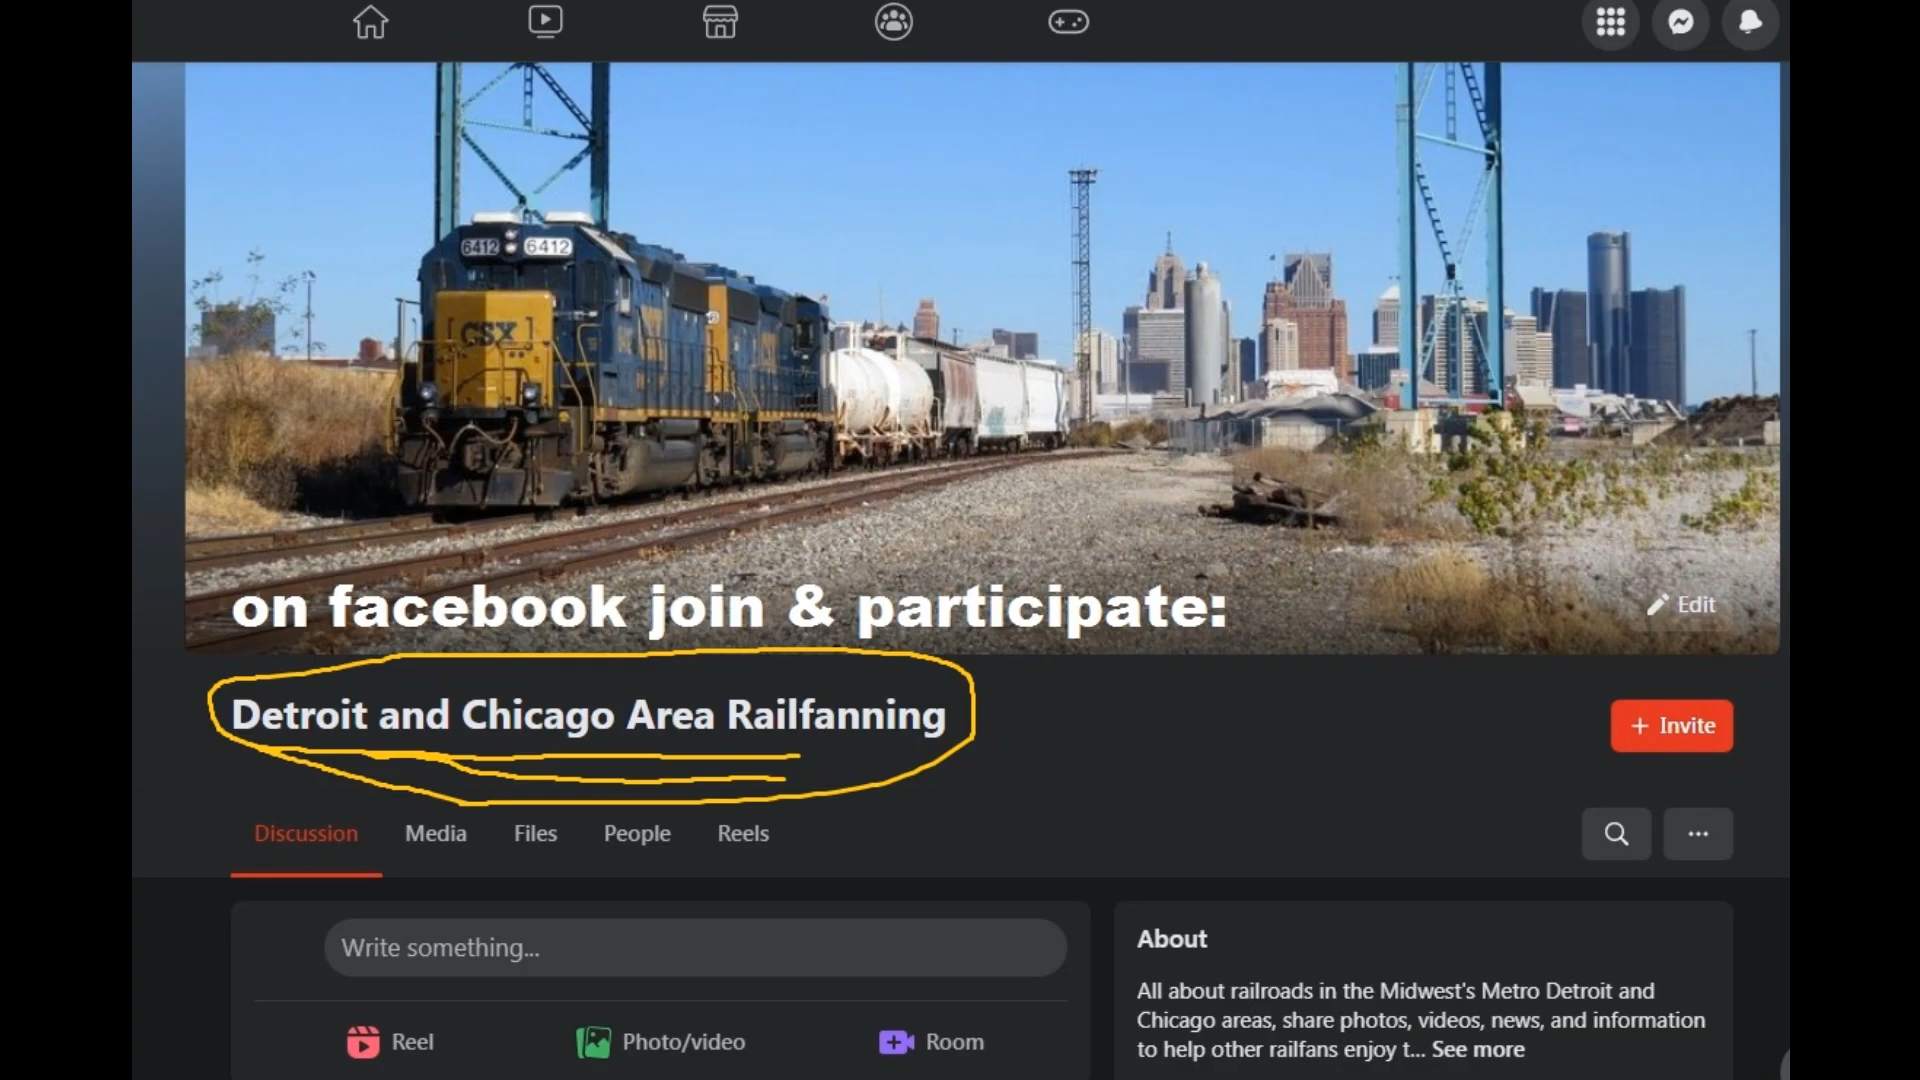 6412 6412
CSX
on facebook join & participate:
Edit
Detroit and Chicago Area Railfanning
+ Invite
Discussion Media Files People Reels
Write something...
Reel Photo/video Room
About
All about railroads in the Midwest's Metro Detroit and
Chicago areas, share photos, videos, news, and information
to help other railfans enjoy t... See more